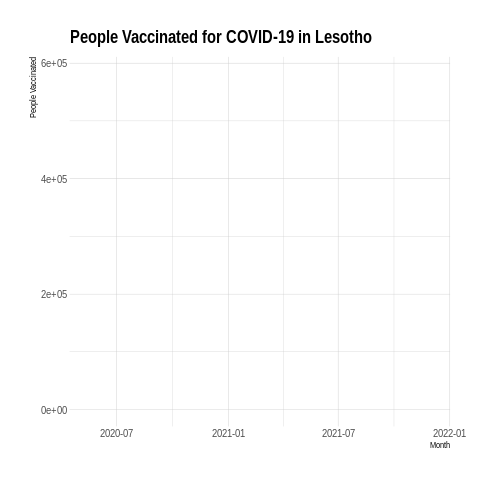 People Vaccinated for COVID-19 in Lesotho
People Vaccinated
6e+05
4e+05
2e+05
0e+00
2020-07 2021-01 2021-07 2022-01
Month